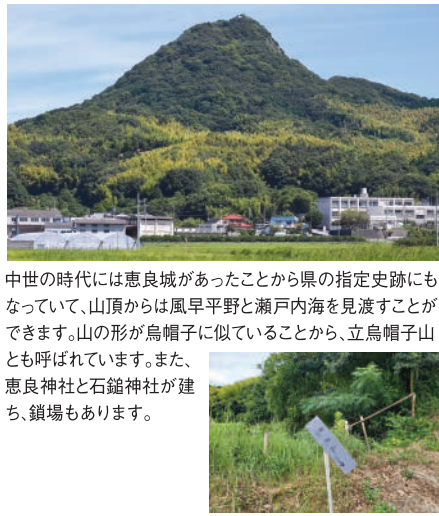 中世の時代には恵良城があったことから県の指定史跡にも
なっていて、山頂からは風早平野と瀬戸内海を見渡すことが
できます。山の形が烏帽子に似ていることから、立烏帽子山
とも呼ばれています。また、
恵良神社と石鎚神社が建
ち、鎖場もあります。